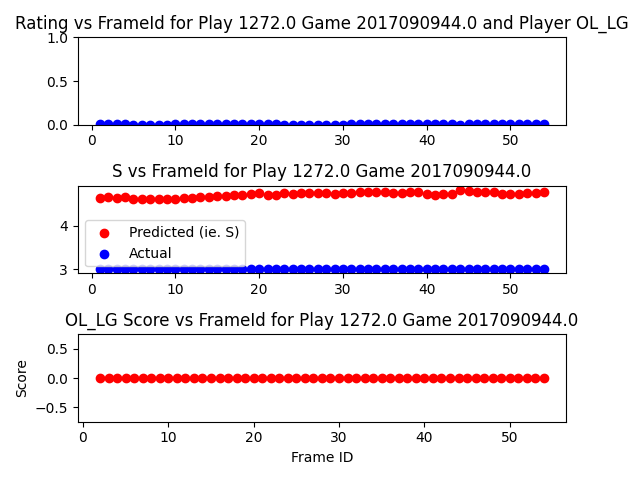 Rating vs FrameId for Play 1272.0 Game 2017090944.0 and Player OL_LG
1.0
0.5
0.0
0 10 20 30 40 50
S vs FrameId for Play 1272.0 Game 2017090944.0
4
3
Predicted (ie. S)
Actual
0 10 20 30 40 50
OL_LG Score vs FrameId for Play 1272.0 Game 2017090944.0
Score
0.5
0.0
−0.5
0 10 20 30 40 50
Frame ID